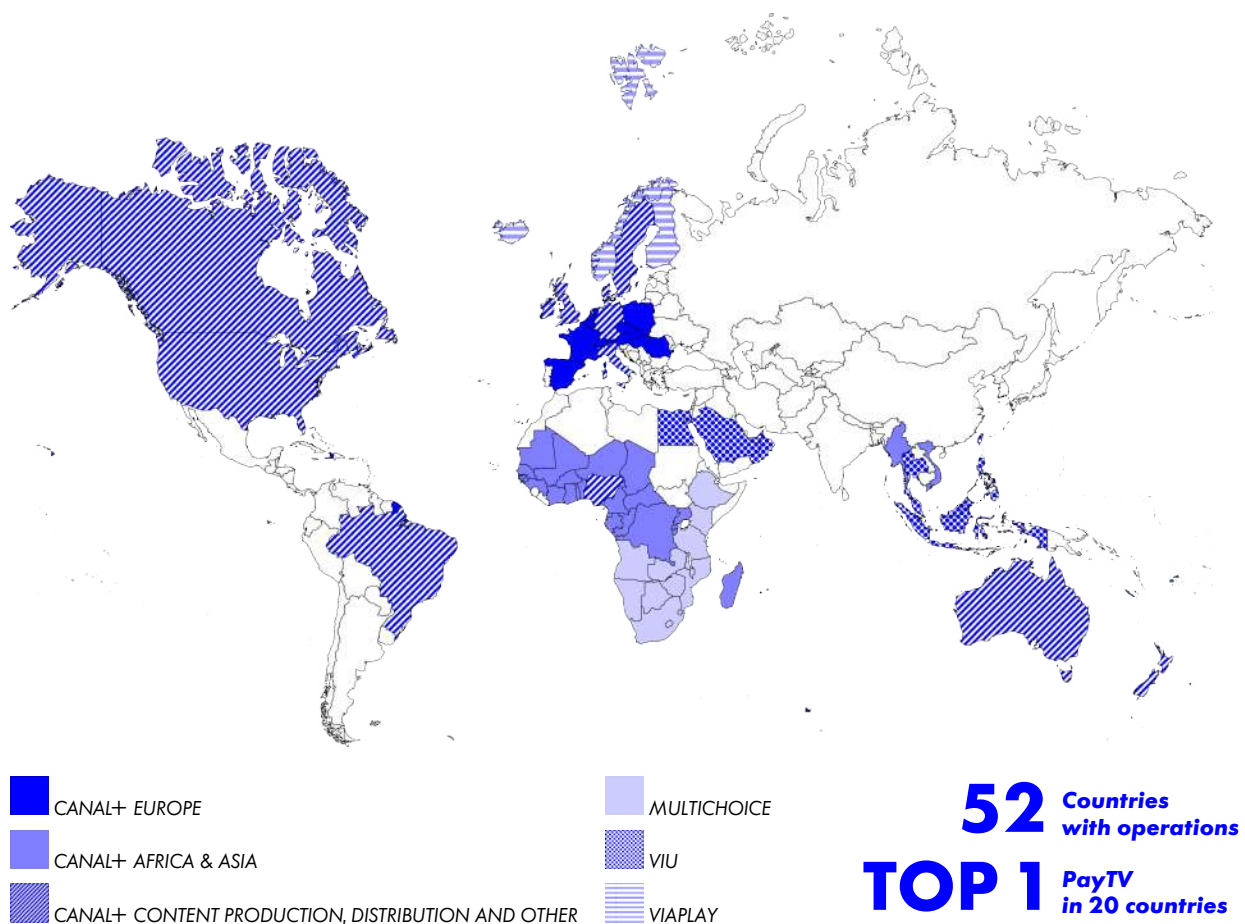 CANAL+ EUROPE
CANAL+ AFRICA & ASIA
CANAL+ CONTENT PRODUCTION, DISTRIBUTION AND OTHER
MULTICHOICE
VIU
VIAPLAY
52 Countries
with operations
TOP 1 PayTV
in 20 countries